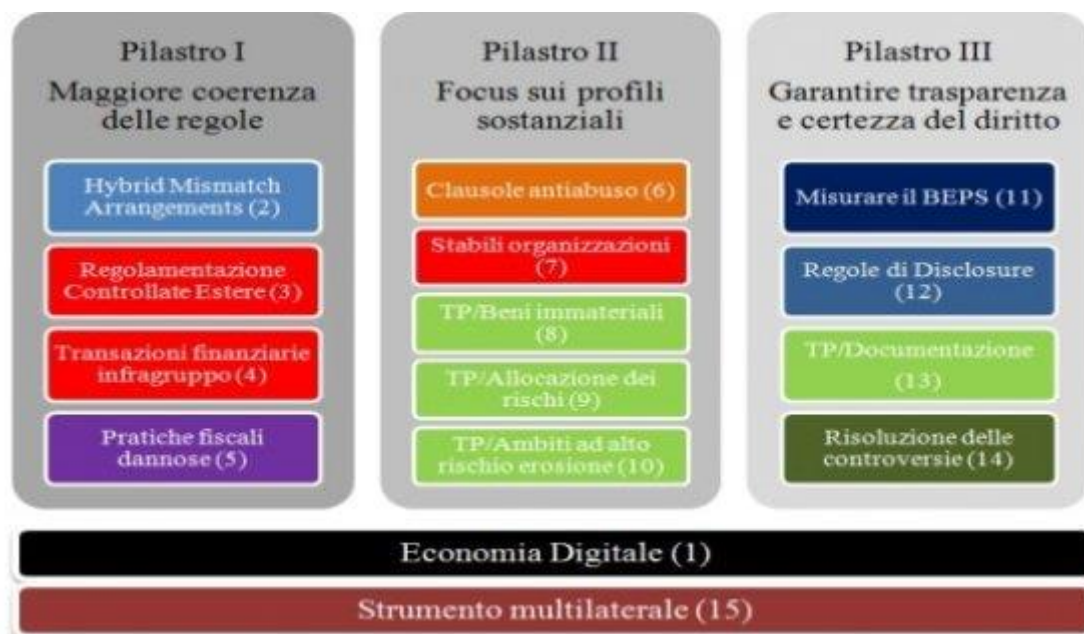 Pilastro I
Maggiore coerenza
delle regole
Hybrid Mismatch
Arrangements (2)
Regolamentazione
Controllate Estere (3)
Transazioni finanziarie
infragruppo (4)
Pratiche fiscali
dannose (5)
Pilastro II
Focus sui profili
sostanziali
Clausole antiabuso (6)
Stabili organizzazioni
(7)
TP/Beni immateriali
(8)
TP/Allocazione dei
rischi (9)
TP/Ambiti ad alto
rischio erosione (10)
Pilastro III
Garantire trasparenza
e certezza del diritto
Misurare il BEPS (11)
Regole di Disclosure
(12)
TP/Documentazione
(13)
Risoluzione delle
controversie (14)
Economia Digitale (1)
Strumento multilaterale (15)